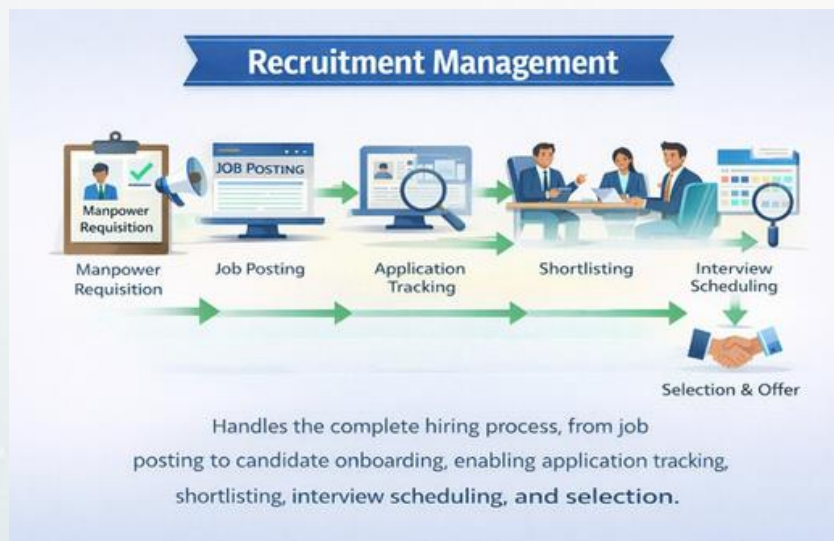 Recruitment Management
Manpower
Requisition
JOB POSTING
Manpower
Requisition
Job Posting
Application
Tracking
Shortlisting
Interview
Scheduling
Selection & Offer
Handles the complete hiring process, from job
posting to candidate onboarding, enabling application tracking,
shortlisting, interview scheduling, and selection.